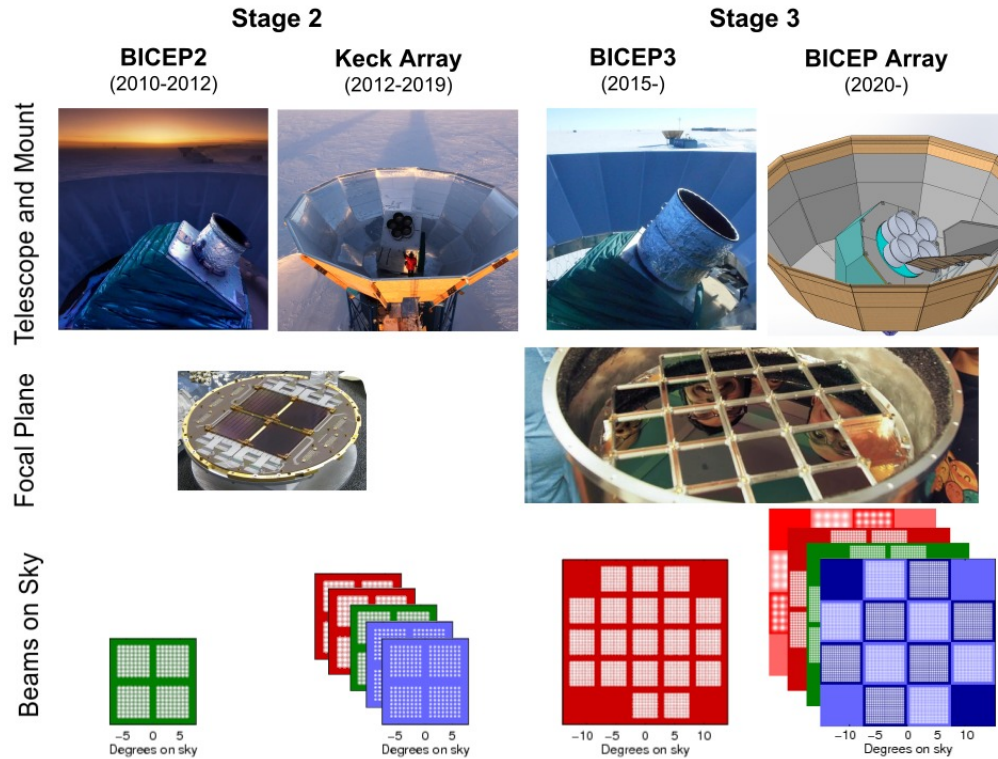 Stage 2
Stage 3
BICEP2
(2010-2012)
Keck Array
(2012-2019)
BICEP3
(2015-)
BICEP Array
(2020-)
Telescope and Mount
Focal Plane
Beams on Sky
−5 0 5
Degrees on sky
−5 0 5
Degrees on sky
−10 −5 0 5 10
Degrees on sky
−10 −5 0 5 10
Degrees on sky